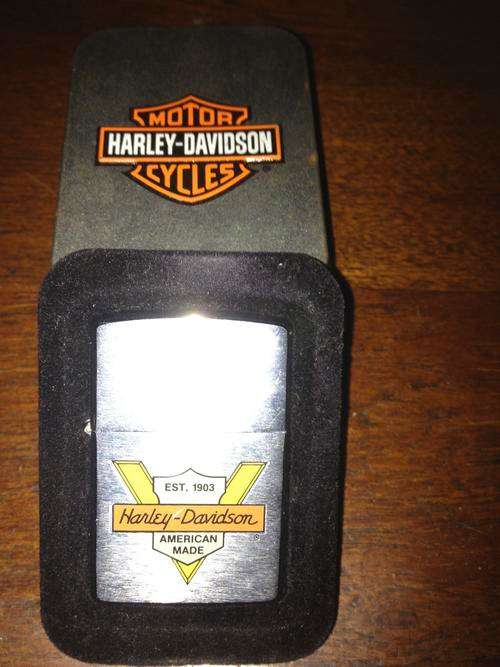 MOTOR
HARLEY-DAVIDSON
CYCLES
®
EST. 1903
Harley-Davidson
®
AMERICAN
MADE